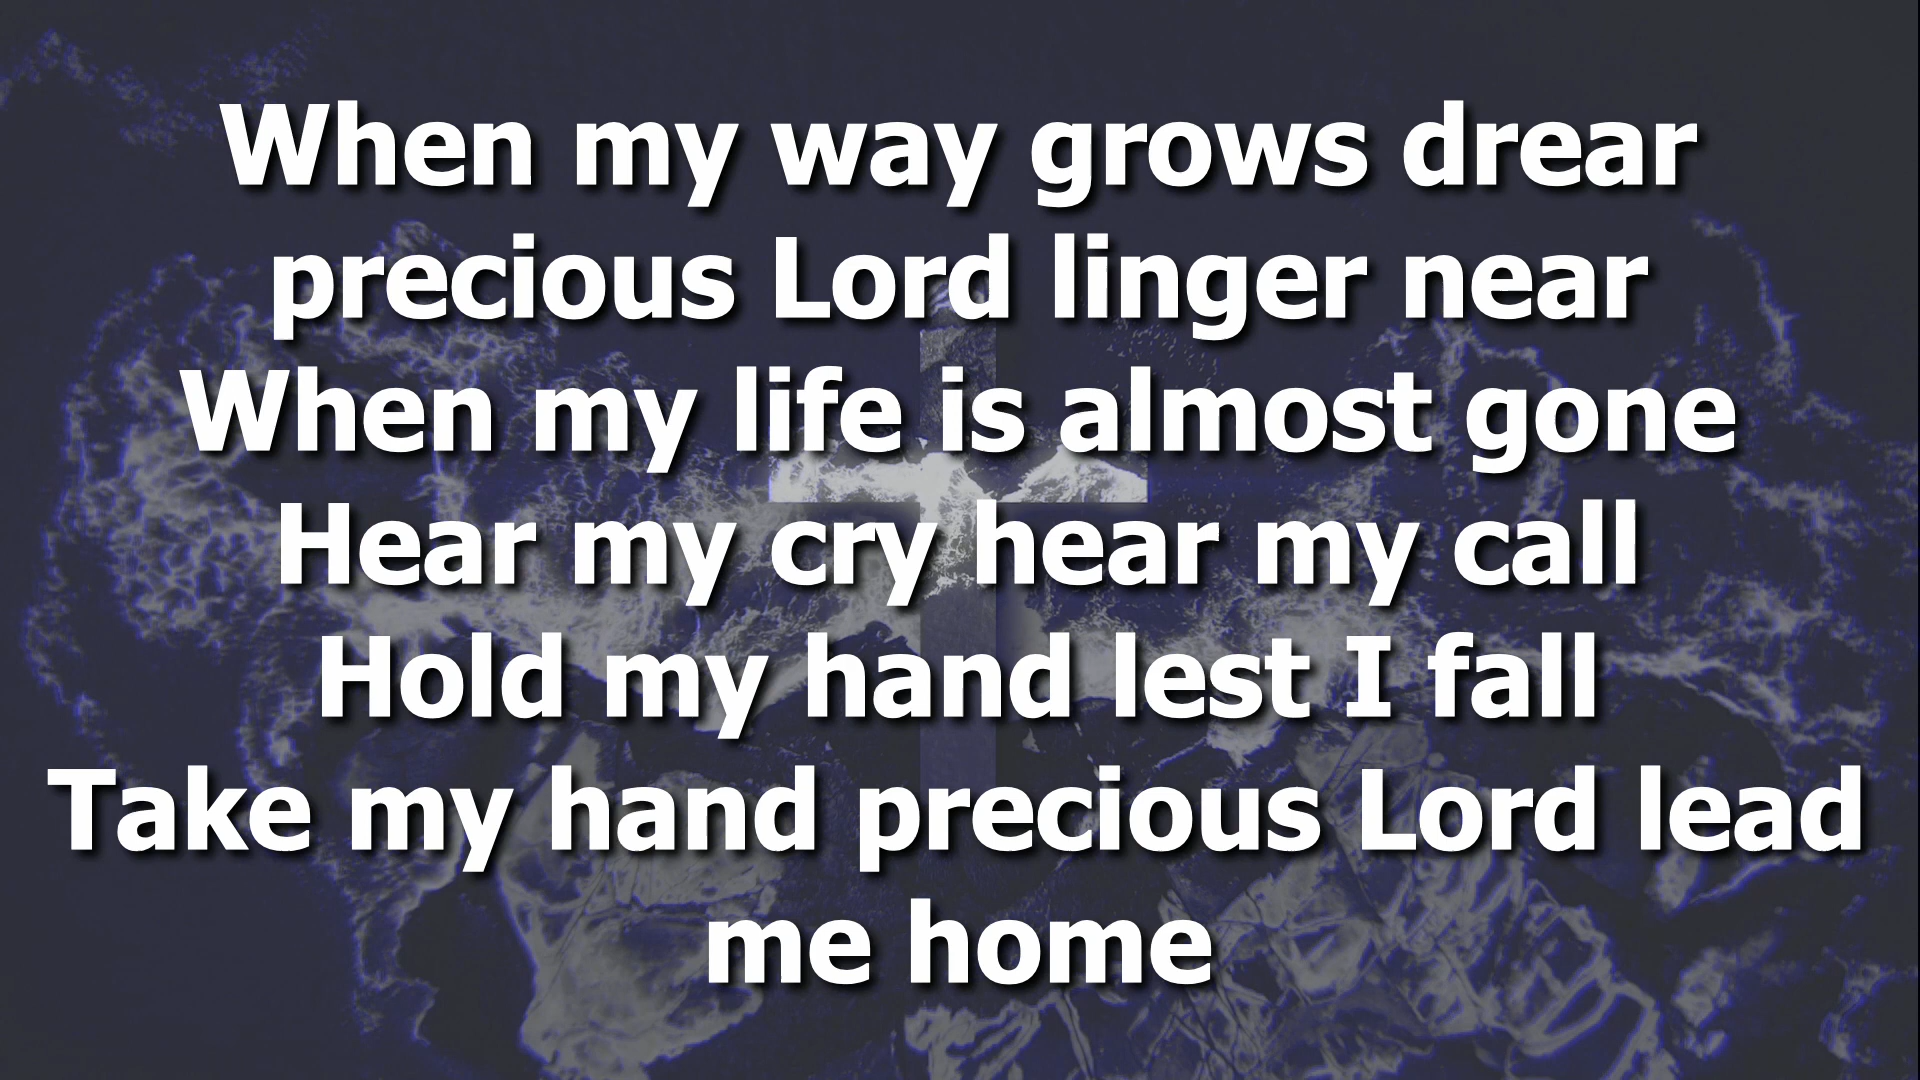 When my way grows drear
precious Lord linger near
When my life is almost gone
Hear my cry hear my call
Hold my hand lest I fall
Take my hand precious Lord lead
me home